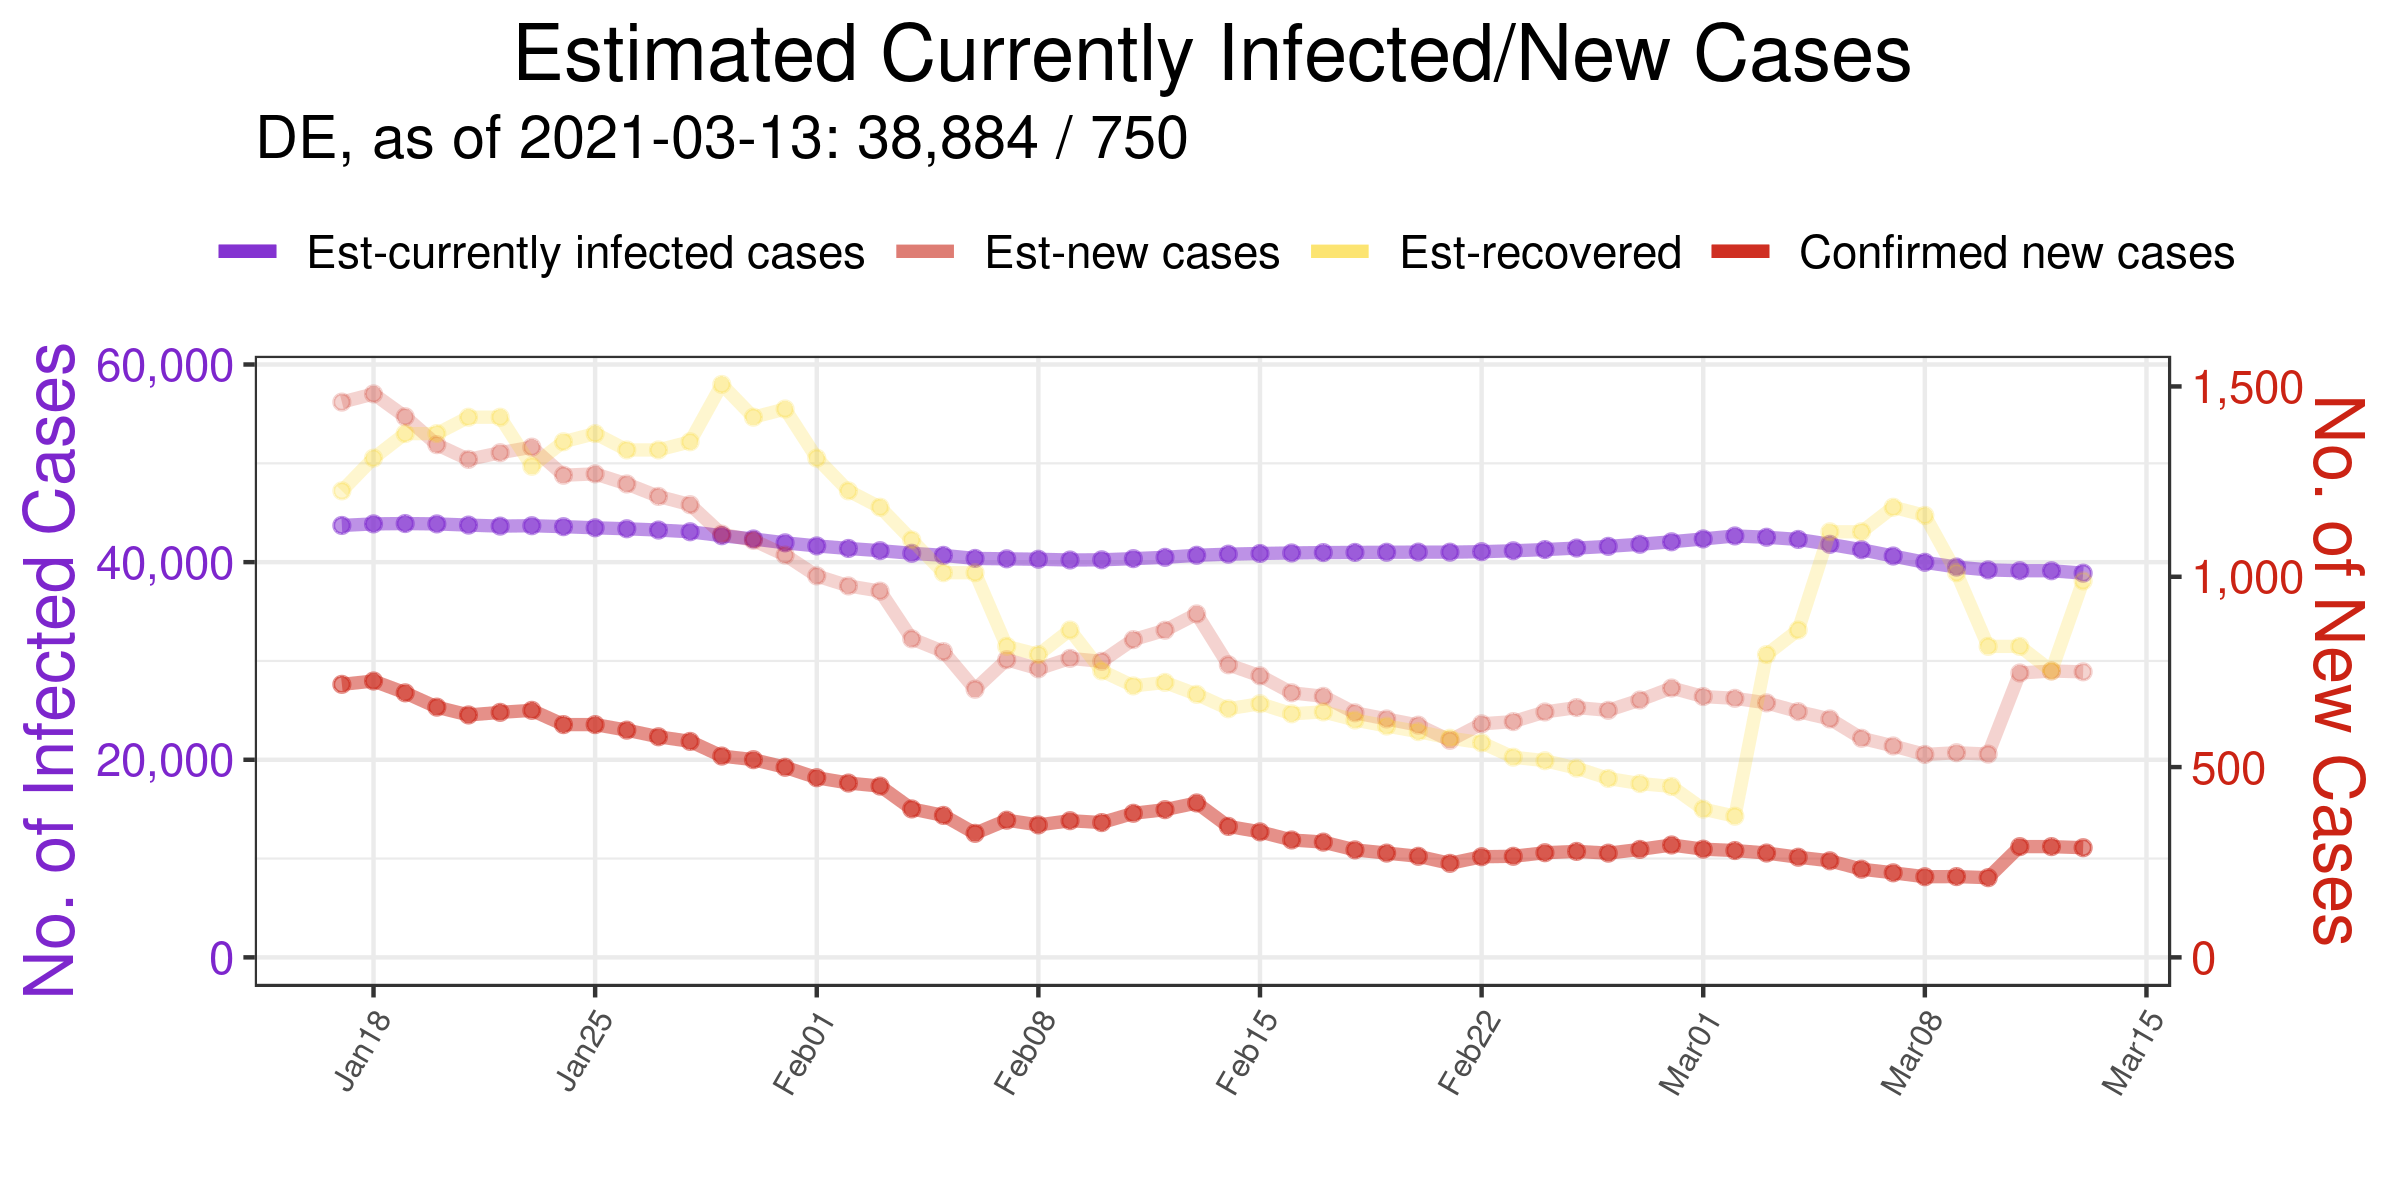 Estimated Currently Infected/New Cases
DE, as of 2021-03-13: 38,884 / 750
Est-currently infected cases Est-new cases Est-recovered Confirmed new cases
No. of Infected Cases
60,000
40,000
20,000
0
1,500
1,000
500
0
No. of New Cases
Jan18 Jan25 Feb01 Feb08 Feb15 Feb22 Mar01 Mar08 Mar15